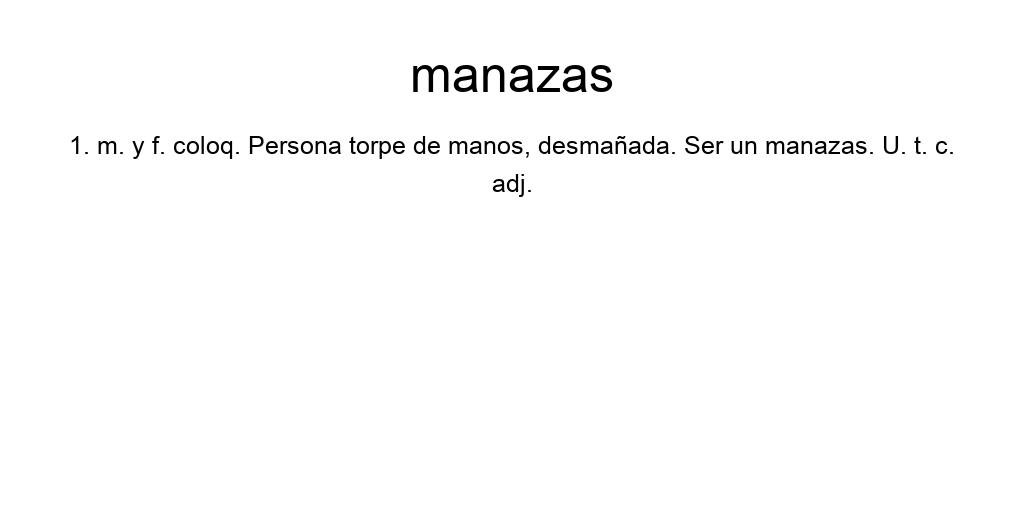 manazas
1. m. y f. coloq. Persona torpe de manos, desmañada. Ser un manazas. U. t. c.
adj.